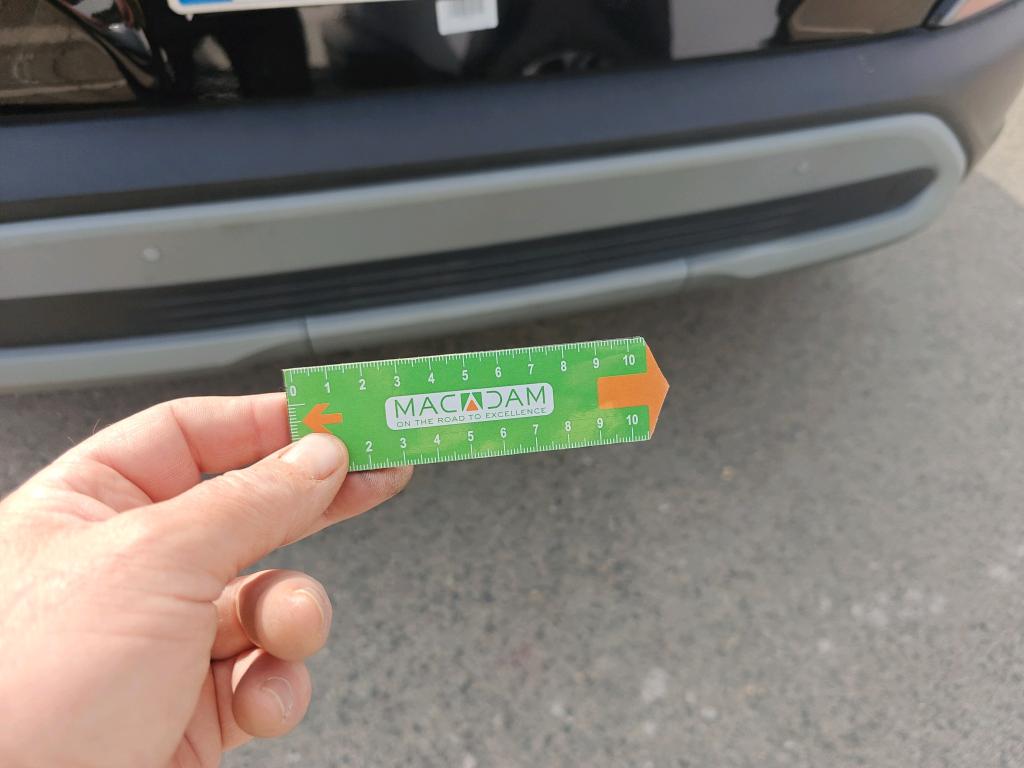 0 1 2 3 4 5 6 7 8 9 10
MACADAM
ON THE ROAD TO EXCELLENCE
2 3 4 5 6 7 8 9 10